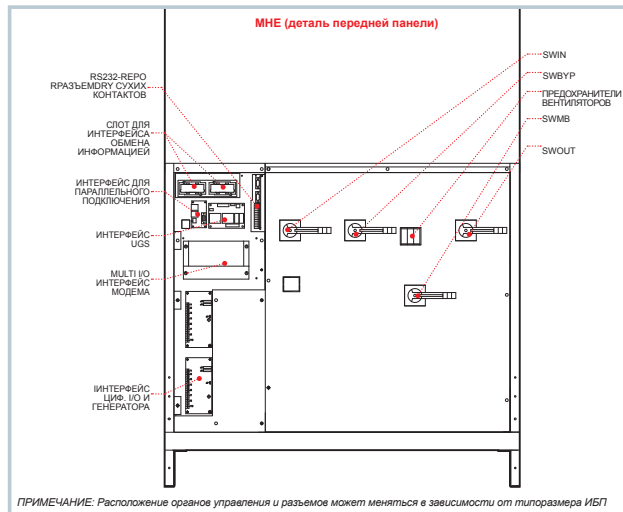 МНЕ (деталь передней панели)
RS232-REPO
RРАЗЪЕМDRY СУХИХ
КОНТАКТОВ
СЛОТ ДЛЯ
ИНТЕРФЕЙСА
ОБМЕНА
ИНФОРМАЦИЕЙ
ИНТЕРФЕЙС ДЛЯ
ПАРАЛЛЕЛЬНОГО
ПОДКЛЮЧЕНИЯ
ИНТЕРФЕЙС
UGS
MULTI I/O
ИНТЕРФЕЙС
МОДЕМА
IИНТЕРФЕЙС
ЦИФ. I/O И
ГЕНЕРАТОРА
SWIN
SWBYP
ПРЕДОХРАНИТЕЛИ
ВЕНТИЛЯТОРОВ
SWMB
SWOUT
ПРИМЕЧАНИЕ: Расположение органов управления и разъемов может меняться в зависимости от типоразмера ИБП